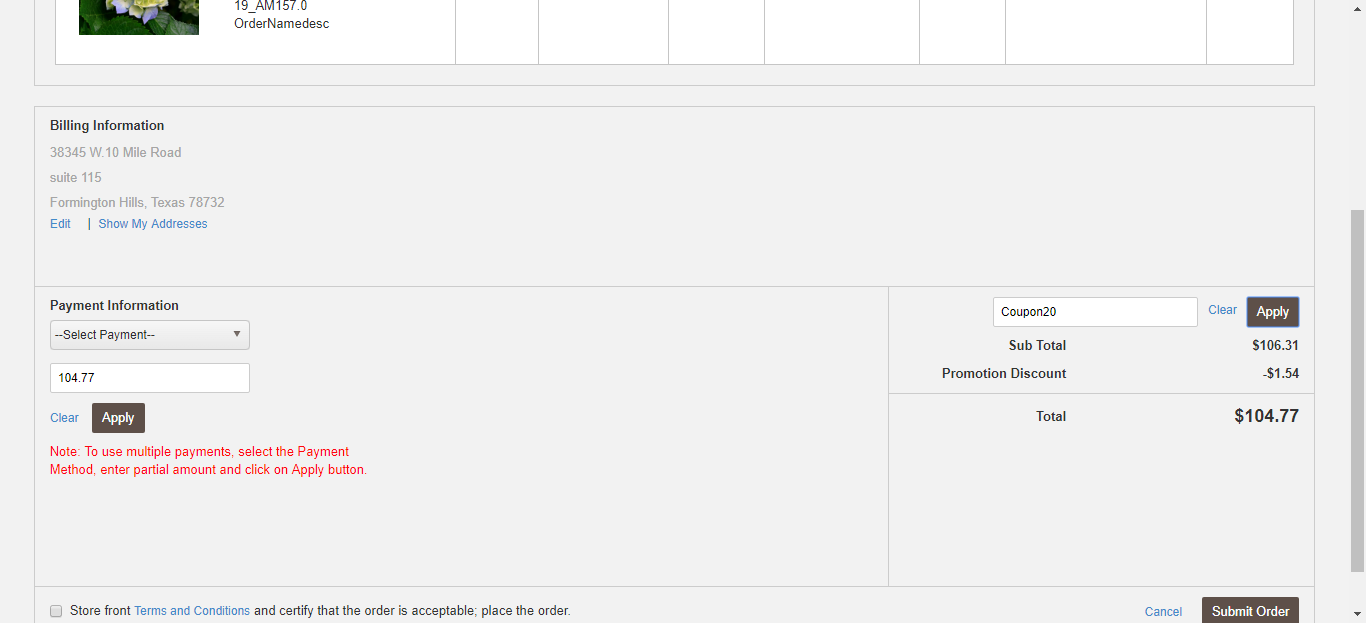 19_AM157.0
OrderNamedesc
Billing Information
38345 W.10 Mile Road
suite 115
Formington Hills, Texas 78732
Edit | Show My Addresses
Payment Information
--Select Payment--
104.77
Clear Apply
Note: To use multiple payments, select the Payment
Method, enter partial amount and click on Apply button.
Coupon20 Clear Apply
Sub Total $106.31
Promotion Discount -$1.54
Total $104.77
Store front Terms and Conditions and certify that the order is acceptable; place the order.
Cancel Submit Order